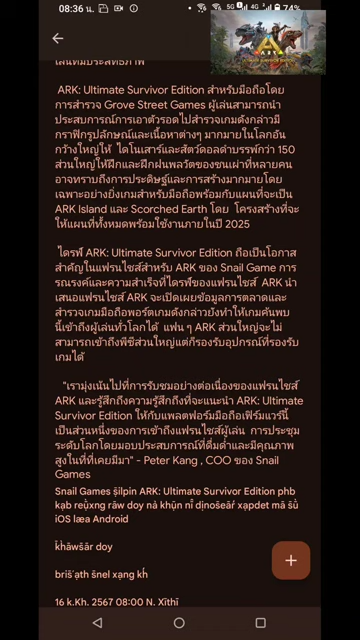 08:36 น.
5G 4G 74%
ARK
ULTIMATE SURVIVOR EDITION
เล่นที่มีประสิทธิภาพ
ARK: Ultimate Survivor Edition สำหรับมือถือโดย
การสำรวจ Grove Street Games ผู้เล่นสามารถนำ
ประสบการณ์การเอาตัวรอดไปสำรวจเกมดังกล่าวมี
กราฟิกรูปลักษณ์และเนื้อหาต่างๆ มากมายในโลกอัน
กว้างใหญ่ให้ ไดโนเสาร์และสัตว์ดอลดำบรรพ์กว่า 150
ส่วนใหญ่ให้ฝึกและฝึกฝนพลวัตของชนเผ่าที่หลายคน
อาจทราบถึงการประดิษฐ์และการสร้างมากมายโดย
เฉพาะอย่างยิ่งเกมสำหรับมือถือพร้อมกับแผนที่จะเป็น
ARK Island และ Scorched Earth โดย โครงสร้างที่จะ
ให้แผนที่ทั้งหมดพร้อมใช้งานภายในปี 2025
ไดรฟ์ ARK: Ultimate Survivor Edition ถือเป็นโอกาส
สำคัญในแฟรนไชส์สำหรับ ARK ของ Snail Game การ
รณรงค์และความสำเร็จที่ไดรฟ์ของแฟรนไชส์ ARK นำ
เสนอแฟรนไชส์ ARK จะเปิดเผยข้อมูลการตลาดและ
สำรวจเกมมือถือพอร์ตเกมดังกล่าวยังทำให้เกมค้นพบ
นี้เข้าถึงผู้เล่นทั่วโลกได้ แฟน ๆ ARK ส่วนใหญ่จะไม่
สามารถเข้าถึงพีซีส่วนใหญ่แต่ก็รองรับอุปกรณ์ที่รองรับ
เกมได้
"เรามุ่งเน้นไปที่การรับชมอย่างต่อเนื่องของแฟรนไชส์
ARK และรู้สึกถึงความรู้สึกถึงที่จะแนะนำ ARK: Ultimate
Survivor Edition ให้กับแพลตฟอร์มมือถือเฟิร์มแวร์นี้
เป็นส่วนหนึ่งของการเข้าถึงแฟรนไชส์ผู้เล่น การประชุม
ระดับโลกโดยมอบประสบการณ์ที่ดื่มด่ำและมีคุณภาพ
สูงในที่ที่เคยมีมา" - Peter Kang , COO ของ Snail
Games
Snail Games s̄ilpin ARK: Ultimate Survivor Edition phb
kạb reụ̄xng rāw doy nả khūn nı̂ dịnos̄eār̒ xạpdet mā s̄ū̀
iOS læa Android
k̄ĥāws̄ār doy
bris̄ʹạth s̄nel xạng kh̒
16 k.Kh. 2567 08:00 N. Xīthī